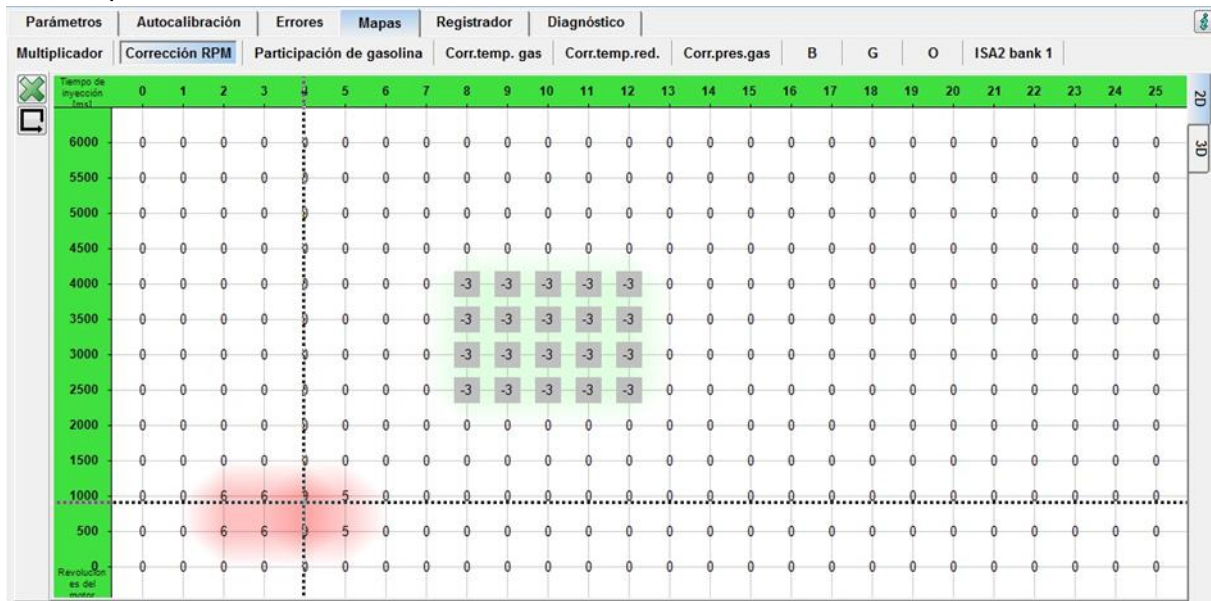 Parámetros Autocalibración Errores Mapas Registrador Diagnóstico
Multiplicador Corrección RPM Participación de gasolina Corr.temp. gas Corr.temp.red. Corr.pres.gas B G O ISA2 bank 1
Tiempo de
inyección
[ms]
0 1 2 3 4 5 6 7 8 9 10 11 12 13 14 15 16 17 18 19 20 21 22 23 24 25
2D
3D
6000 0 0 0 0 0 0 0 0 0 0 0 0 0 0 0 0 0 0 0 0 0 0 0 0 0 0
5500 0 0 0 0 0 0 0 0 0 0 0 0 0 0 0 0 0 0 0 0 0 0 0 0 0 0
5000 0 0 0 0 0 0 0 0 0 0 0 0 0 0 0 0 0 0 0 0 0 0 0 0 0 0
4500 0 0 0 0 0 0 0 0 0 0 0 0 0 0 0 0 0 0 0 0 0 0 0 0 0 0
4000 0 0 0 0 0 0 0 0 -3 -3 -3 -3 -3 0 0 0 0 0 0 0 0 0 0 0 0 0
3500 0 0 0 0 0 0 0 0 -3 -3 -3 -3 -3 0 0 0 0 0 0 0 0 0 0 0 0 0
3000 0 0 0 0 0 0 0 0 -3 -3 -3 -3 -3 0 0 0 0 0 0 0 0 0 0 0 0 0
2500 0 0 0 0 0 0 0 0 -3 -3 -3 -3 -3 0 0 0 0 0 0 0 0 0 0 0 0 0
2000 0 0 0 0 0 0 0 0 0 0 0 0 0 0 0 0 0 0 0 0 0 0 0 0 0 0
1500 0 0 0 0 0 0 0 0 0 0 0 0 0 0 0 0 0 0 0 0 0 0 0 0 0 0
1000 0 0 6 6 5 0 0 0 0 0 0 0 0 0 0 0 0 0 0 0 0 0 0 0 0
500 0 0 6 6 5 0 0 0 0 0 0 0 0 0 0 0 0 0 0 0 0 0 0 0 0
0 0 0 0 0 0 0 0 0 0 0 0 0 0 0 0 0 0 0 0 0 0 0 0 0 0 0
Revolucion
es del
motor